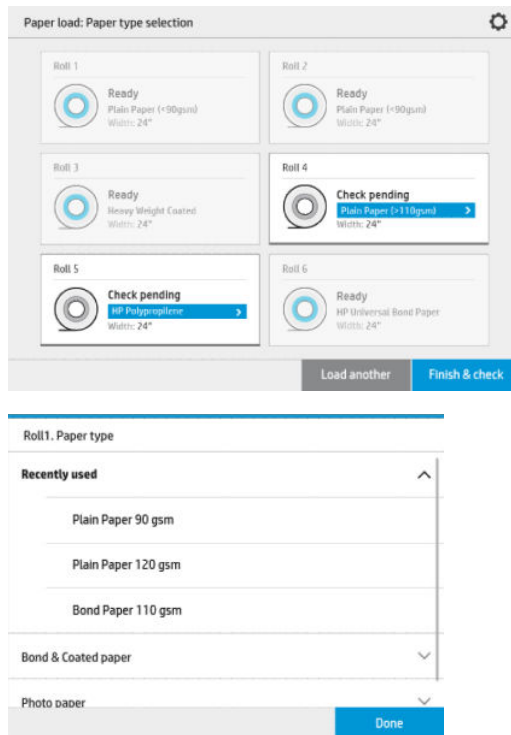 Paper load: Paper type selection
Roll 1
Ready
Plain Paper (<90gsm)
Width: 24"
Roll 2
Ready
Plain Paper (<90gsm)
Width: 24"
Roll 3
Ready
Heavy Weight Coated
Width: 24"
Roll 4
Check pending
Plain Paper (>110gsm)
Width: 24"
Roll 5
Check pending
HP Polypropilene
Width: 24"
Roll 6
Ready
HP Universal Bond Paper
Width: 24"
Load another
Finish & check
Roll1. Paper type
Recently used
Plain Paper 90 gsm
Plain Paper 120 gsm
Bond Paper 110 gsm
Bond & Coated paper
Photo paper
Done